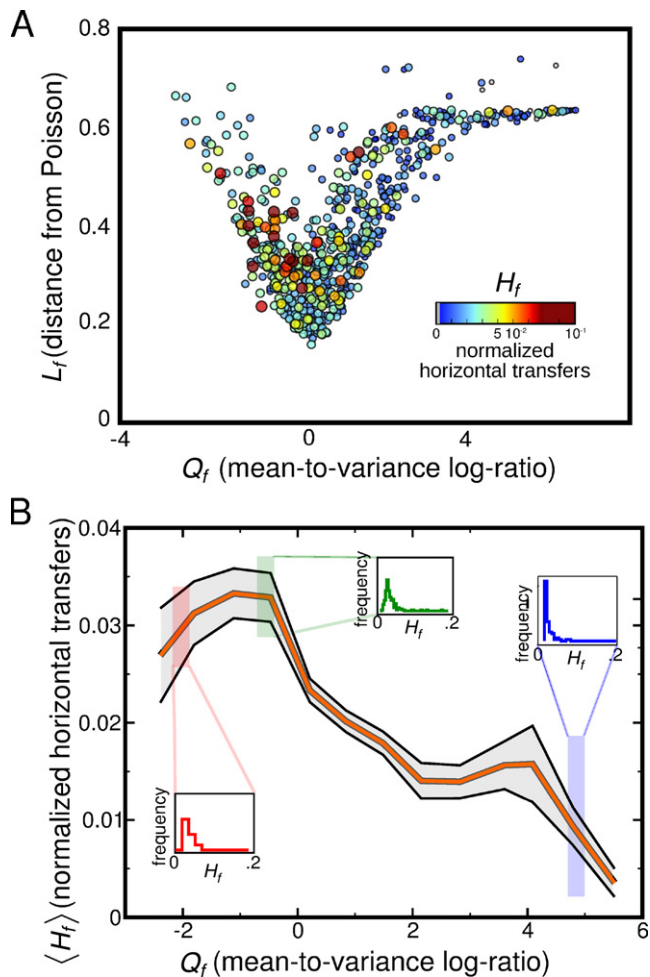 A
0.8
0.6
0.4
0.2
0
-4
0
4
L_f (distance from Poisson)
H_f
0
5 10⁻²
10⁻¹
normalized
horizontal transfers
Q_f (mean-to-variance log-ratio)
B
0.04
0.03
0.02
0.01
0
-2
0
2
4
6
⟨H_f⟩ (normalized horizontal transfers)
frequency
0
H_f
.2
frequency
0
H_f
.2
frequency
0
H_f
.2
Q_f (mean-to-variance log-ratio)